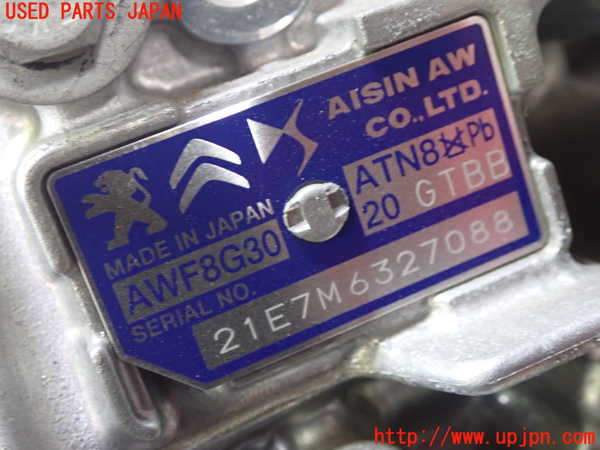 USED PARTS JAPAN
AISIN AW
CO.,LTD.
ATN8 Pb
20 GTBB
MADE IN JAPAN
AWF8G30
SERIAL NO.
21E7M6327088
http://www.upjpn.com